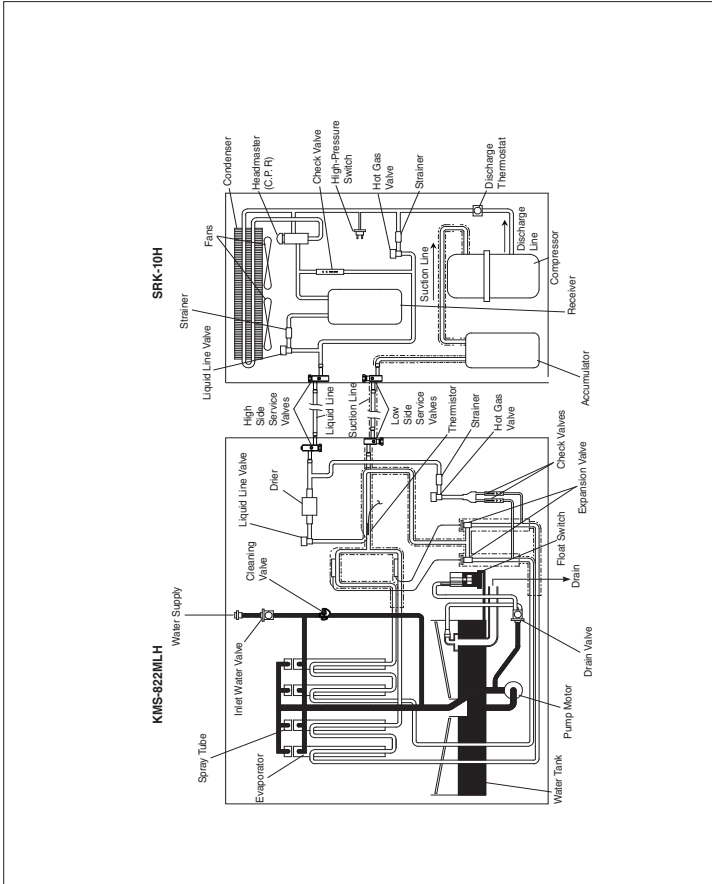 KMS-822MLH
Water Supply
Inlet Water Valve
Cleaning
Valve
Liquid Line Valve
Drier
Spray Tube
Evaporator
High
Side
Service
Valves
Liquid Line
Suction Line
Low
Side
Service
Valves
Thermistor
Strainer
Hot Gas
Valve
Check Valves
Expansion Valve
Float Switch
Drain
Drain Valve
Pump Motor
Water Tank
SRK-10H
Liquid Line Valve
Strainer
Fans
Condenser
Headmaster
(C.P. R)
Check Valve
High-Pressure
Switch
Hot Gas
Valve
Strainer
Discharge
Thermostat
Suction Line
Discharge
Line
Compressor
Receiver
Accumulator